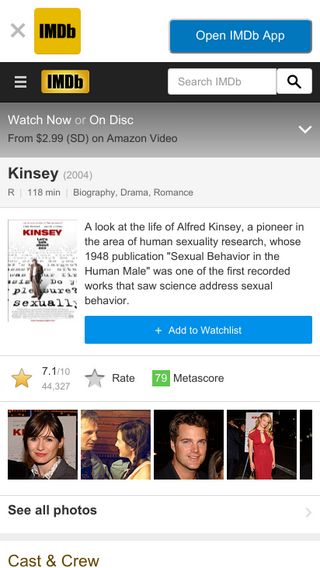 IMDb
Open IMDb App
IMDb
Search IMDb
Watch Now or On Disc
From $2.99 (SD) on Amazon Video
Kinsey (2004)
R | 118 min | Biography, Drama, Romance
KINSEY
A look at the life of Alfred Kinsey, a pioneer in
the area of human sexuality research, whose
1948 publication "Sexual Behavior in the
Human Male" was one of the first recorded
works that saw science address sexual
behavior.
+ Add to Watchlist
7.1/10
44,327
Rate
79 Metascore
See all photos
Cast & Crew